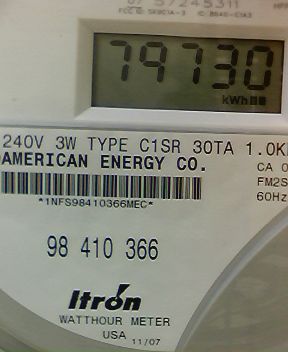 57245311
79730
kWh
240V 3W TYPE C1SR 30TA 1.0K
AMERICAN ENERGY CO.
CA 0
FM2S
60Hz
*1NFS98410366MEC*
98 410 366
Itron
WATTHOUR METER
USA 11/07